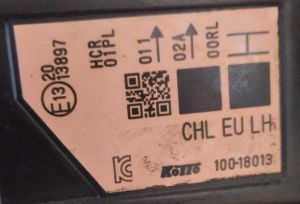 E13 20
13897
HCR
01PL
011
02A
00RL
H
CHL EU LH
100-18013